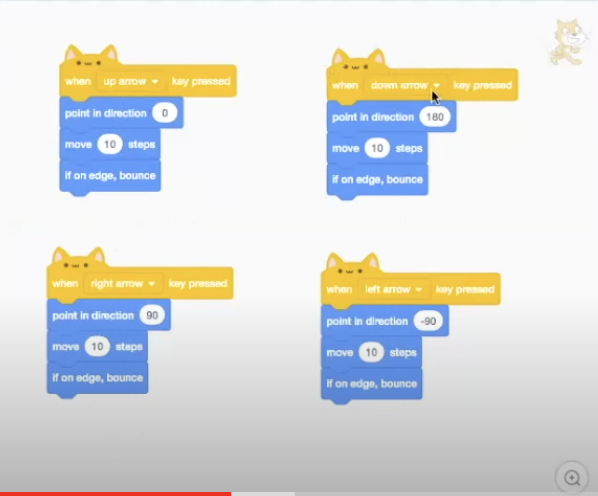 when up arrow key pressed
point in direction 0
move 10 steps
if on edge, bounce
when down arrow key pressed
point in direction 180
move 10 steps
if on edge, bounce
when right arrow key pressed
point in direction 90
move 10 steps
if on edge, bounce
when left arrow key pressed
point in direction -90
move 10 steps
if on edge, bounce